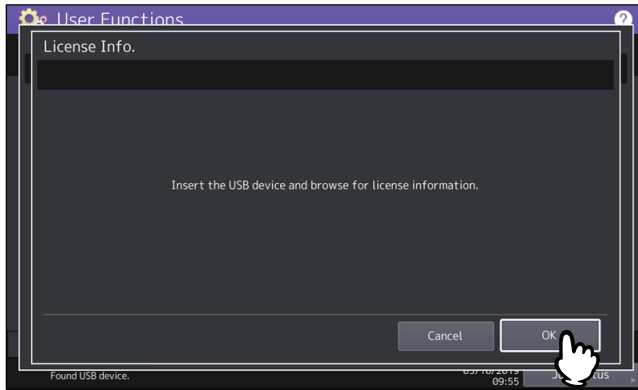 User Functions
?
License Info.
Insert the USB device and browse for license information.
Cancel
OK
Found USB device.
09:55